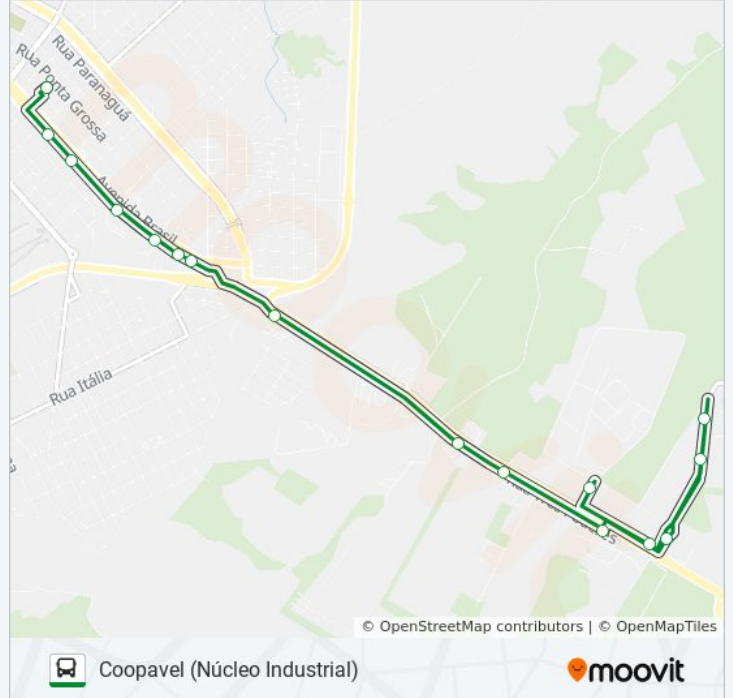 Rua Paranaguá
Rua Ponta Grossa
Avenida Brasil
Rua Itália
© OpenStreetMap contributors | © OpenMapTiles
Coopavel (Núcleo Industrial)
moovit